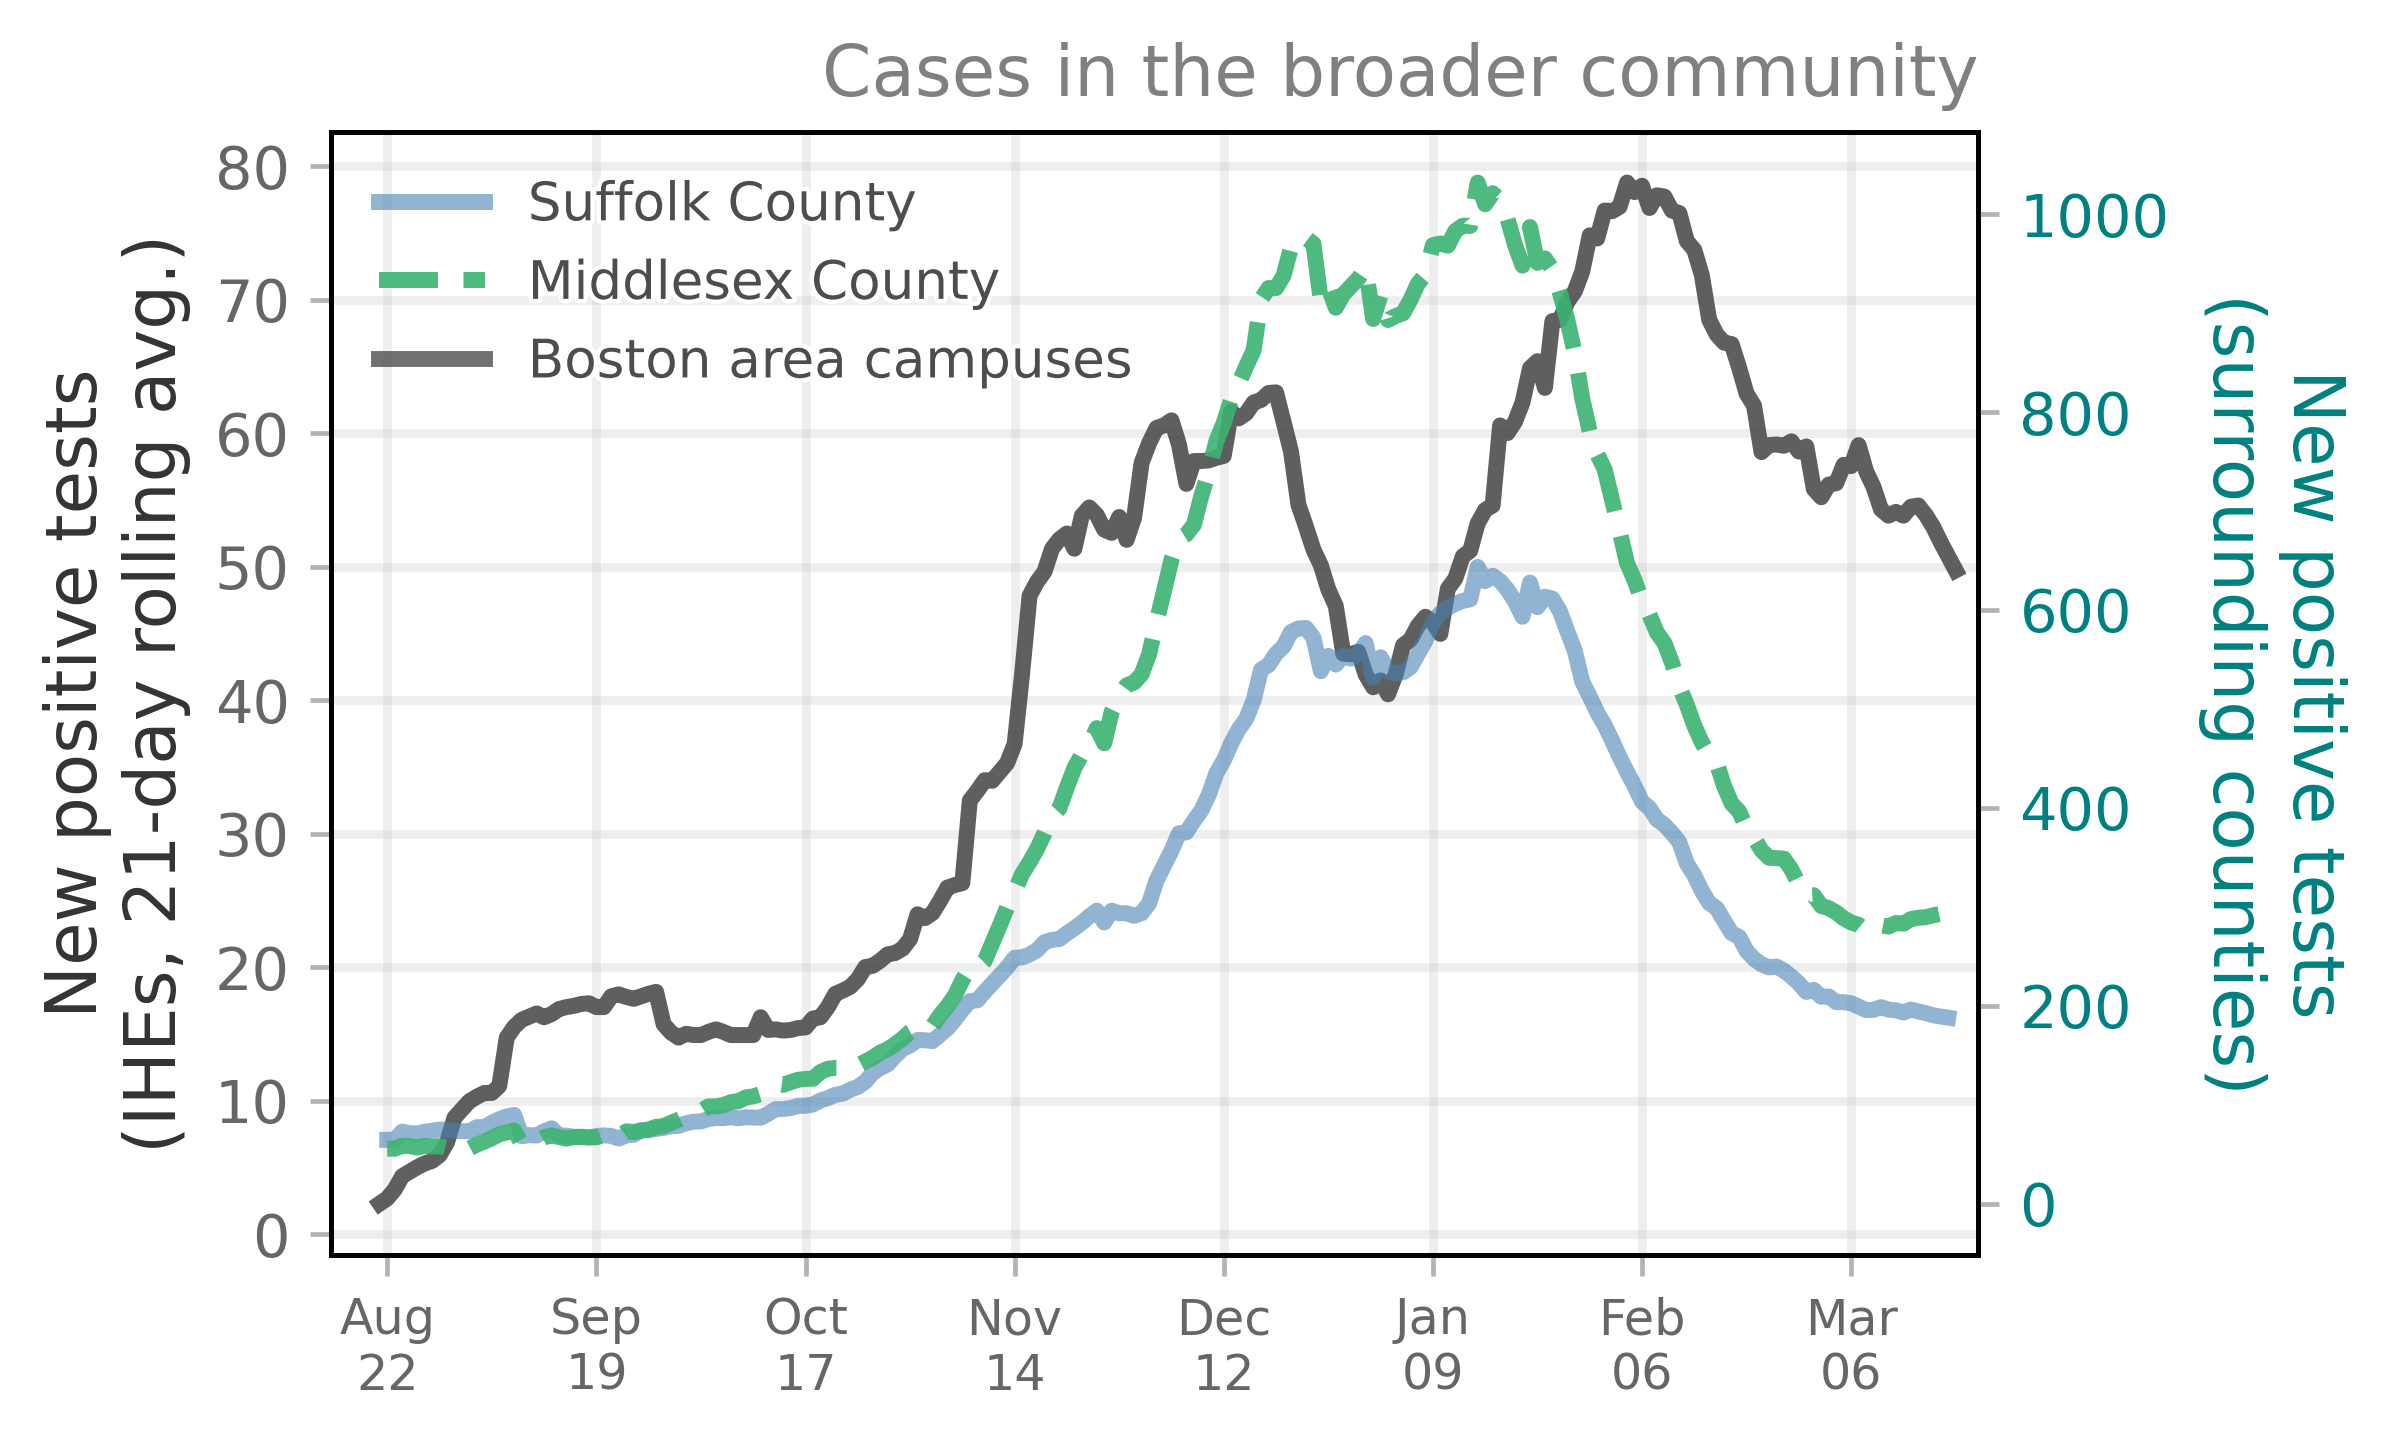 Cases in the broader community
New positive tests
(IHEs, 21-day rolling avg.)
80
70
60
50
40
30
20
10
0
Suffolk County
Middlesex County
Boston area campuses
1000
800
600
400
200
0
New positive tests
(surrounding counties)
Aug
22
Sep
19
Oct
17
Nov
14
Dec
12
Jan
09
Feb
06
Mar
06